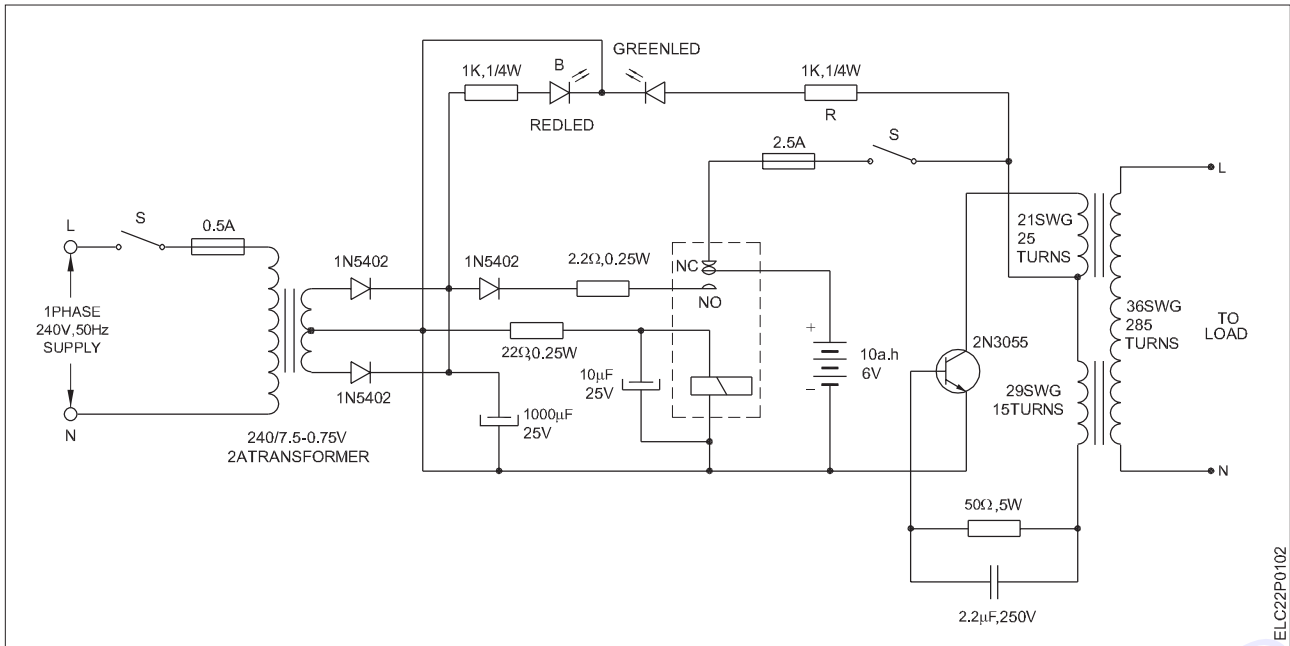 GREENLED
1K,1/4W
B
1K,1/4W
REDLED
R
2.5A
S
L
L
S
0.5A
21SWG
25
TURNS
1N5402
1N5402
2.2Ω,0.25W
NC
NO
1PHASE
240V,50Hz
SUPPLY
36SWG
285
TURNS
TO
LOAD
+
10a.h
6V
−
2N3055
22Ω,0.25W
10µF
25V
29SWG
15TURNS
1N5402
1000µF
25V
N
240/7.5-0.75V
2ATRANSFORMER
N
50Ω,5W
2.2µF,250V
ELC22P0102